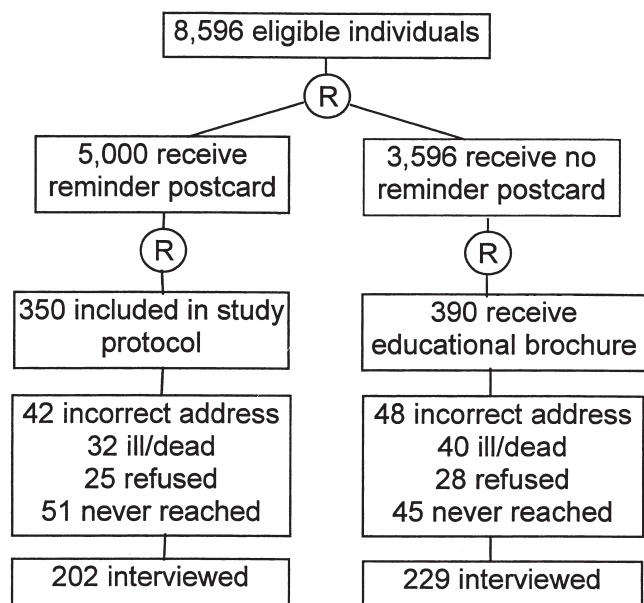 8,596 eligible individuals
R
5,000 receive
reminder postcard
3,596 receive no
reminder postcard
R
R
350 included in study
protocol
390 receive
educational brochure
42 incorrect address
32 ill/dead
25 refused
51 never reached
48 incorrect address
40 ill/dead
28 refused
45 never reached
202 interviewed
229 interviewed